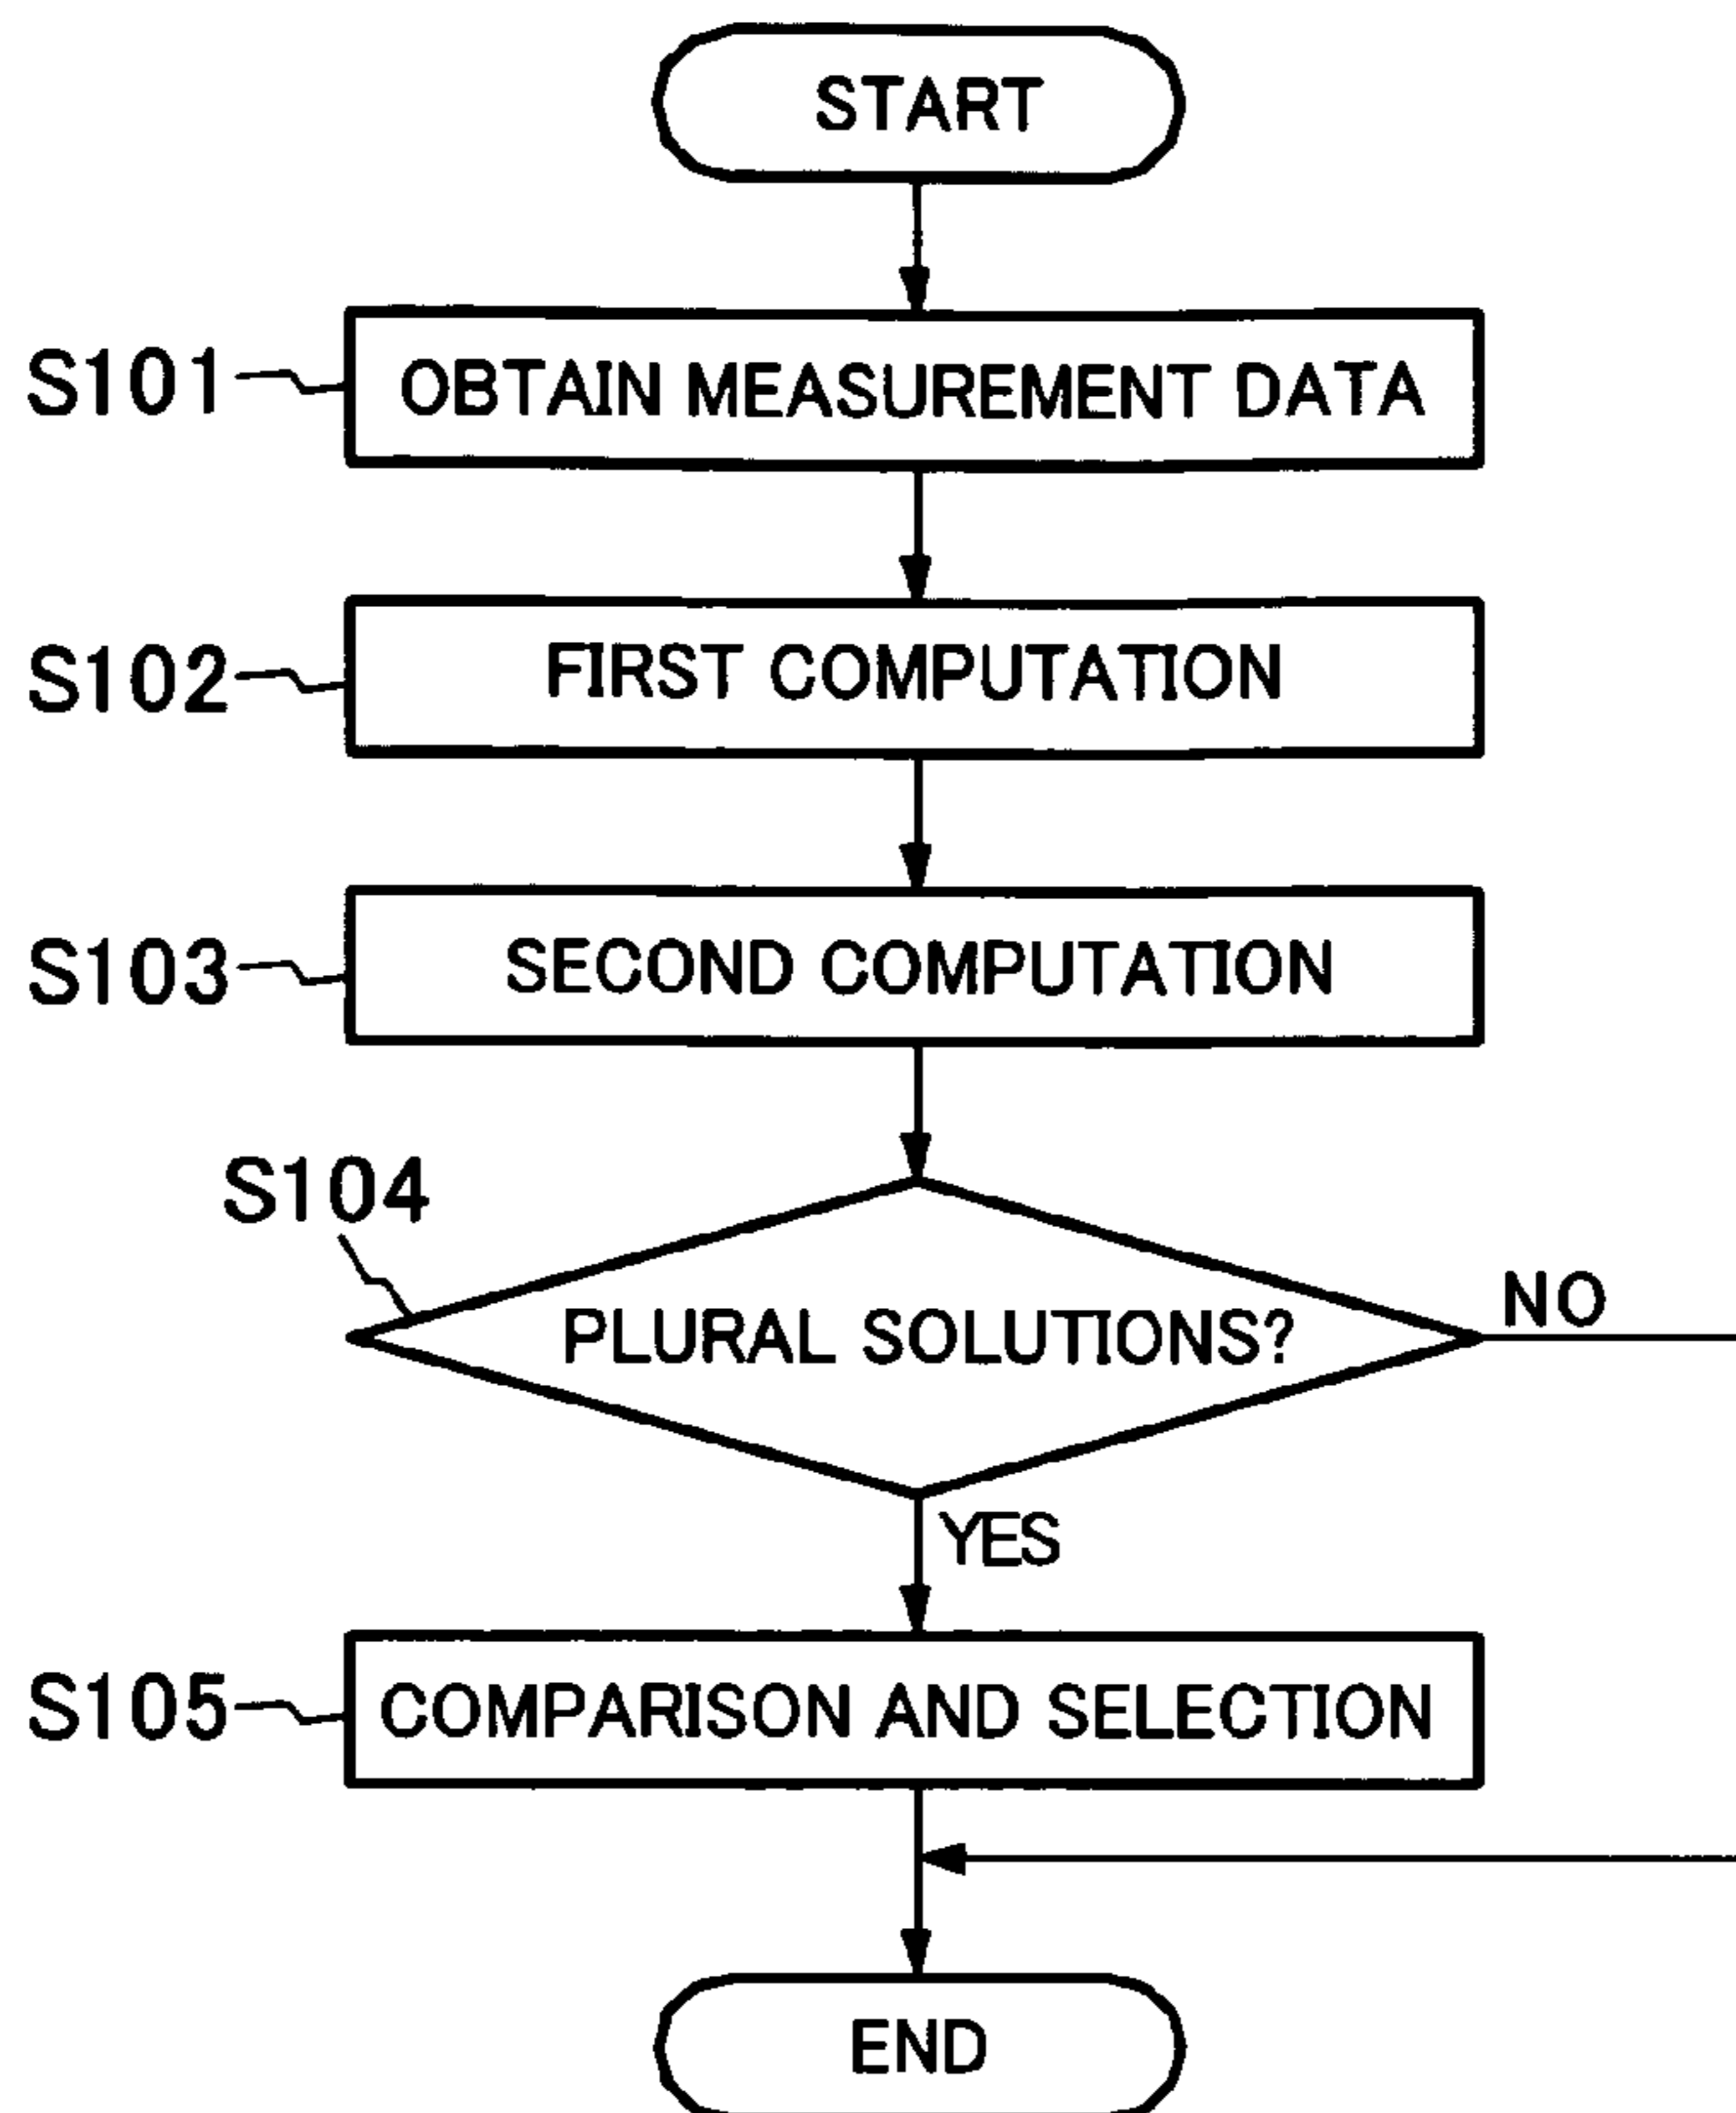 START
S101 OBTAIN MEASUREMENT DATA
S102 FIRST COMPUTATION
S103 SECOND COMPUTATION
S104
PLURAL SOLUTIONS?
NO
YES
S105 COMPARISON AND SELECTION
END